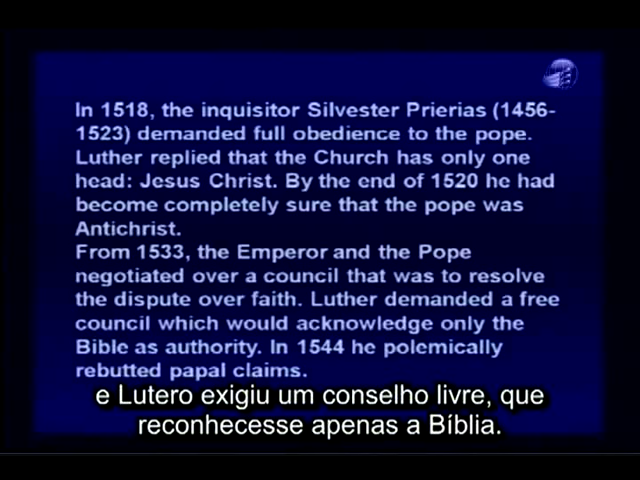 In 1518, the inquisitor Silvester Prierias (1456-
1523) demanded full obedience to the pope.
Luther replied that the Church has only one
head: Jesus Christ. By the end of 1520 he had
become completely sure that the pope was
Antichrist.
From 1533, the Emperor and the Pope
negotiated over a council that was to resolve
the dispute over faith. Luther demanded a free
council which would acknowledge only the
Bible as authority. In 1544 he polemically
rebutted papal claims.
e Lutero exigiu um conselho livre, que
reconhecesse apenas a Bíblia.